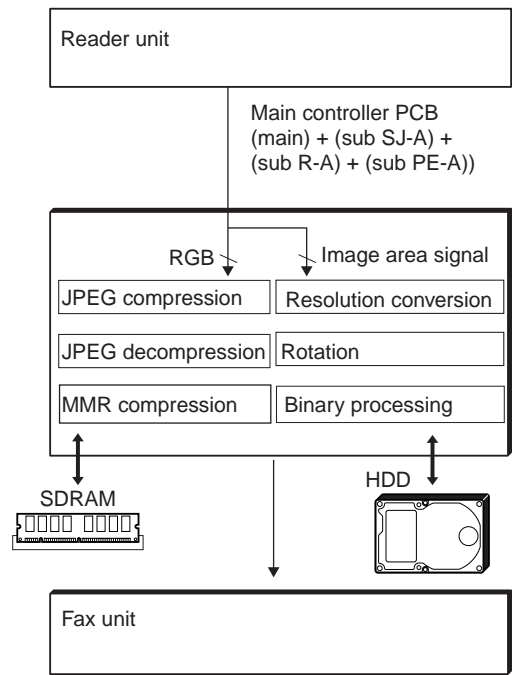 Reader unit
Main controller PCB
(main) + (sub SJ-A) +
(sub R-A) + (sub PE-A))
RGB
Image area signal
JPEG compression
Resolution conversion
JPEG decompression
Rotation
MMR compression
Binary processing
SDRAM
HDD
Fax unit